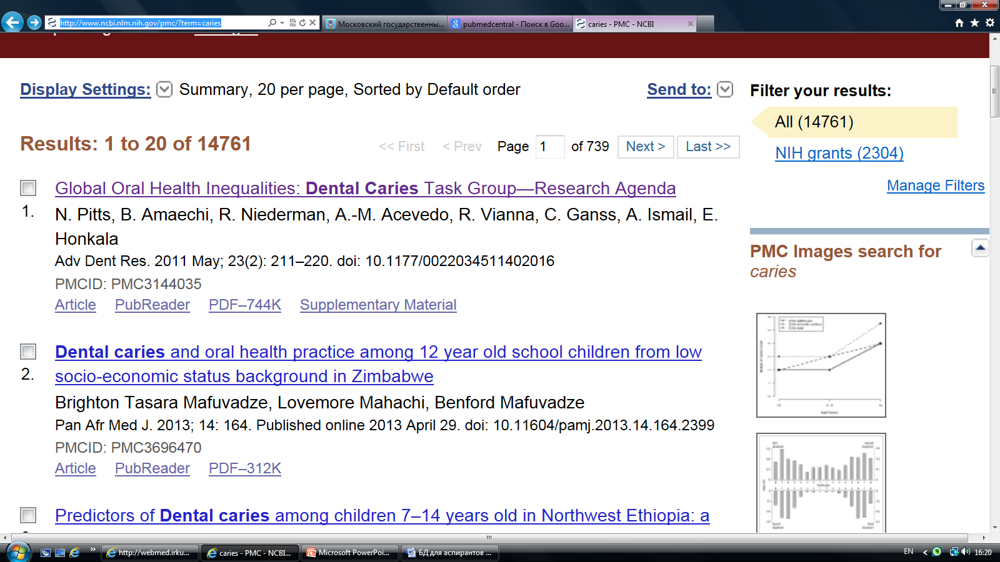 http://www.ncbi.nlm.nih.gov/pmc/?term=caries
Московский государственны...
pubmedcentral - Поиск в Goo...
caries - PMC - NCBI
Display Settings: Summary, 20 per page, Sorted by Default order
Send to:
Filter your results:
All (14761)
NIH grants (2304)
Manage Filters
Results: 1 to 20 of 14761
<< First < Prev Page 1 of 739 Next > Last >>
Global Oral Health Inequalities: Dental Caries Task Group—Research Agenda
1.
N. Pitts, B. Amaechi, R. Niederman, A.-M. Acevedo, R. Vianna, C. Ganss, A. Ismail, E.
Honkala
Adv Dent Res. 2011 May; 23(2): 211–220. doi: 10.1177/0022034511402016
PMCID: PMC3144035
Article PubReader PDF–744K Supplementary Material
PMC Images search for
caries
Dental caries and oral health practice among 12 year old school children from low
2.
socio-economic status background in Zimbabwe
Brighton Tasara Mafuvadze, Lovemore Mahachi, Benford Mafuvadze
Pan Afr Med J. 2013; 14: 164. Published online 2013 April 29. doi: 10.11604/pamj.2013.14.164.2399
PMCID: PMC3696470
Article PubReader PDF–312K
Predictors of Dental caries among children 7–14 years old in Northwest Ethiopia: a
http://webmed.irku...
caries - PMC - NCBI...
Microsoft PowerPoi...
БД для аспирантов ...
EN
16:20